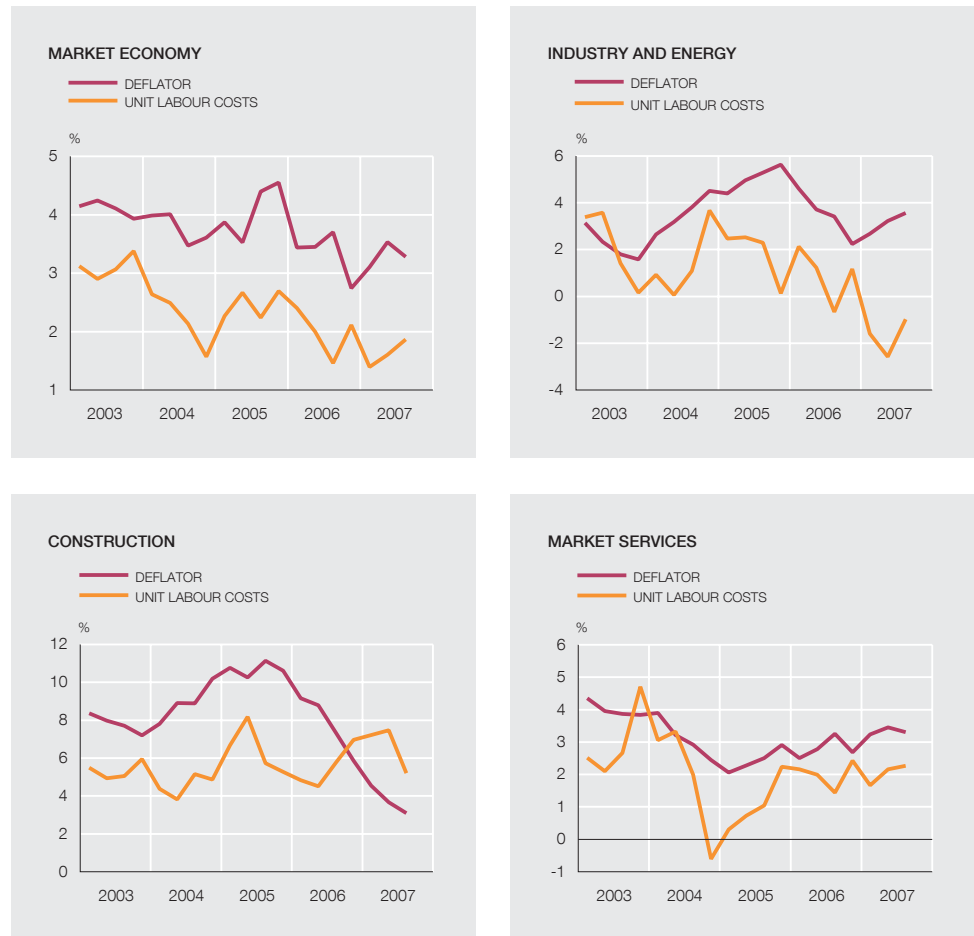 MARKET ECONOMY
DEFLATOR
UNIT LABOUR COSTS
%
5
4
3
2
1
2003 2004 2005 2006 2007
INDUSTRY AND ENERGY
DEFLATOR
UNIT LABOUR COSTS
%
6
4
2
0
-2
-4
2003 2004 2005 2006 2007
CONSTRUCTION
DEFLATOR
UNIT LABOUR COSTS
%
12
10
8
6
4
2
0
2003 2004 2005 2006 2007
MARKET SERVICES
DEFLATOR
UNIT LABOUR COSTS
%
6
5
4
3
2
1
0
-1
2003 2004 2005 2006 2007